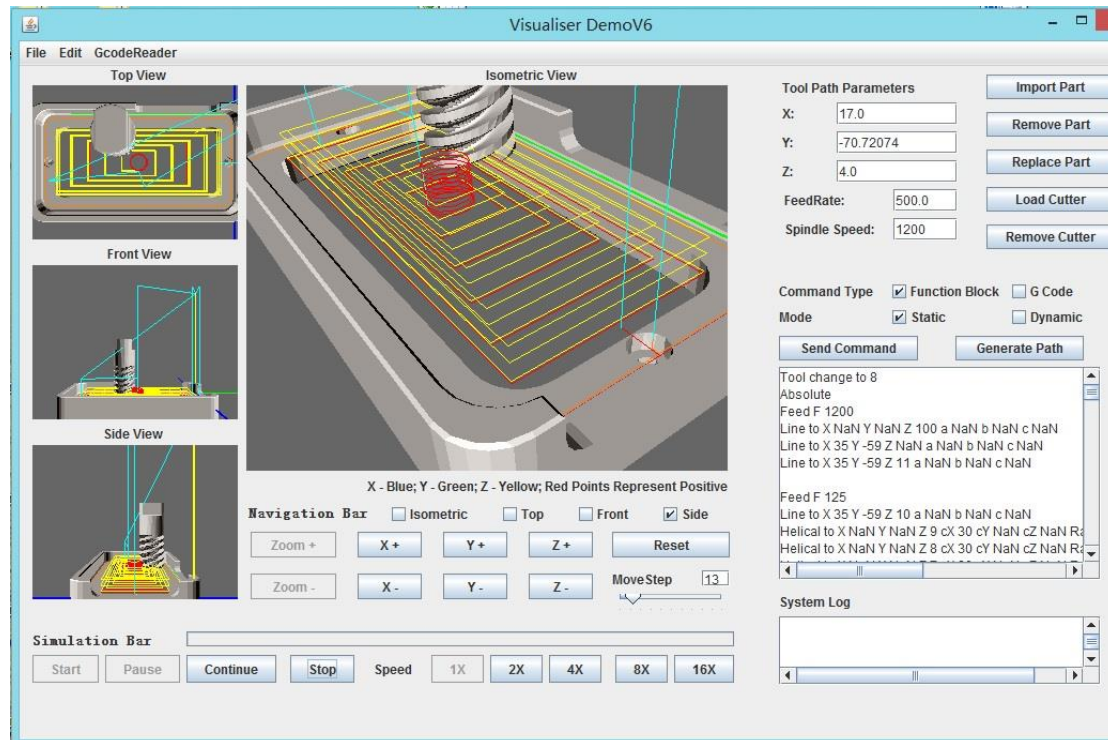 Visualiser DemoV6
File Edit GcodeReader
Top View
Isometric View
Front View
Side View
X - Blue; Y - Green; Z - Yellow; Red Points Represent Positive
Navigation Bar Isometric Top Front Side
Zoom + X + Y + Z + Reset
Zoom - X - Y - Z - Move Step 13
Simulation Bar
Start Pause Continue Stop Speed 1X 2X 4X 8X 16X
Tool Path Parameters
X: 17.0
Y: -70.72074
Z: 4.0
FeedRate: 500.0
Spindle Speed: 1200
Import Part
Remove Part
Replace Part
Load Cutter
Remove Cutter
Command Type Function Block G Code
Mode Static Dynamic
Send Command Generate Path
Tool change to 8
Absolute
Feed F 1200
Line to X NaN Y NaN Z 100 a NaN b NaN c NaN
Line to X 35 Y -59 Z NaN a NaN b NaN c NaN
Line to X 35 Y -59 Z 11 a NaN b NaN c NaN
Feed F 125
Line to X 35 Y -59 Z 10 a NaN b NaN c NaN
Helical to X NaN Y NaN Z 9 cX 30 cY NaN cZ NaN Ra
Helical to X NaN Y NaN Z 8 cX 30 cY NaN cZ NaN Ra
System Log